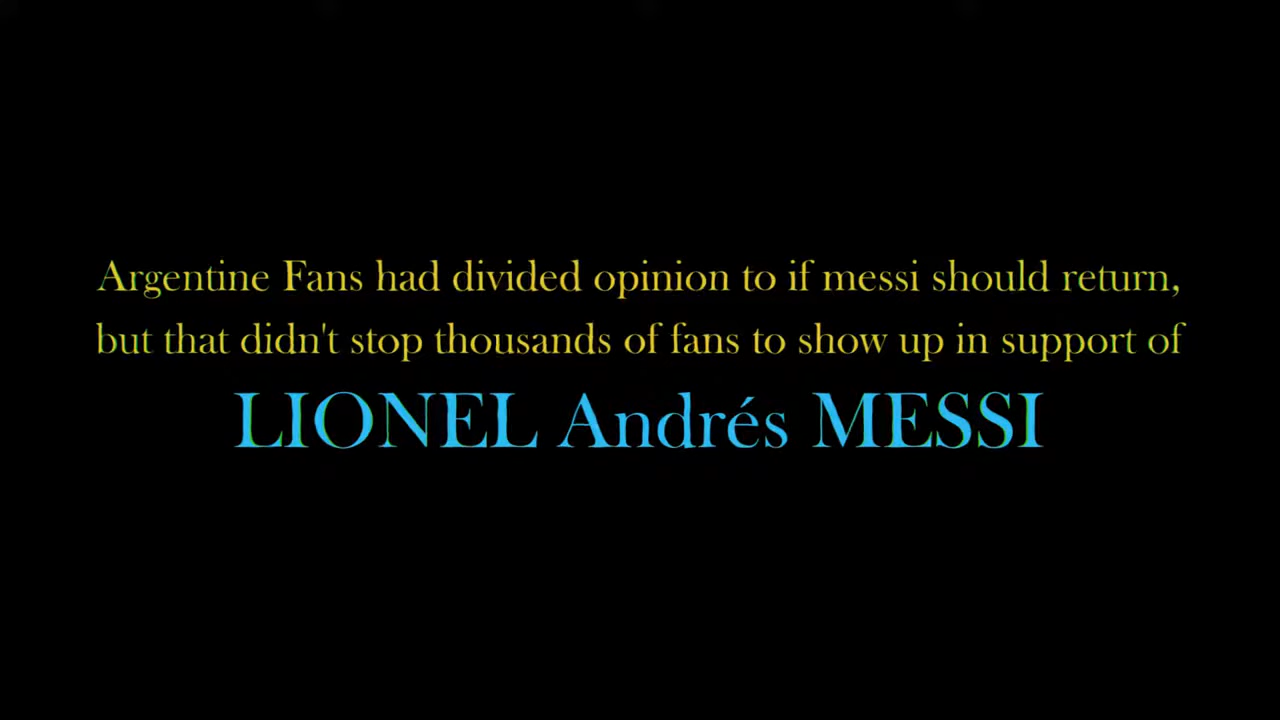 Argentine Fans had divided opinion to if messi should return,
but that didn't stop thousands of fans to show up in support of
LIONEL Andrés MESSI